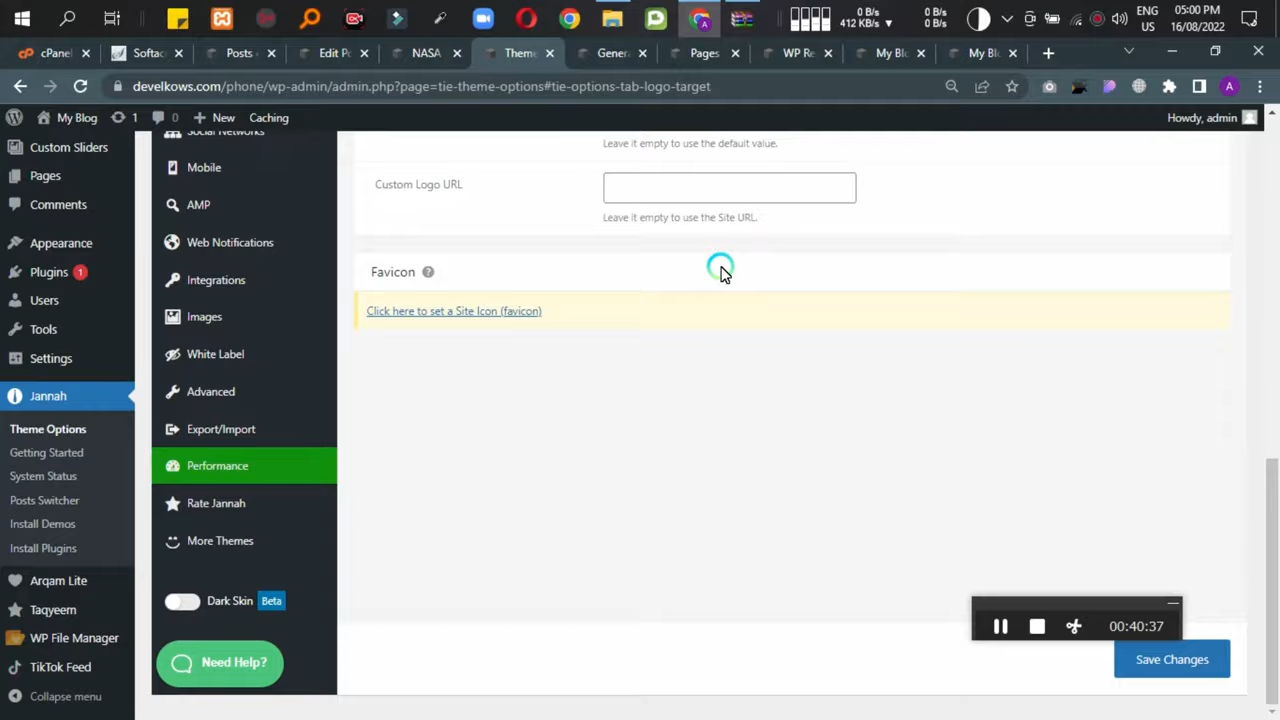 0 B/s
412 KB/s
0 B/s
0 B/s
ENG
US
05:00 PM
16/08/2022
cPanel
Softac
Posts
Edit P
NASA
Theme
Genera
Pages
WP Re
My Bl
My Bl
develkows.com/phone/wp-admin/admin.php?page=tie-theme-options#tie-options-tab-logo-target
A
My Blog
1
0
New
Caching
Howdy, admin
Custom Sliders
Pages
Comments
Appearance
Plugins 1
Users
Tools
Settings
Jannah
Theme Options
Getting Started
System Status
Posts Switcher
Install Demos
Install Plugins
Arqam Lite
Taqyeem
WP File Manager
TikTok Feed
Collapse menu
Social Networks
Mobile
AMP
Web Notifications
Integrations
Images
White Label
Advanced
Export/Import
Performance
Rate Jannah
More Themes
Dark Skin Beta
Need Help?
Leave it empty to use the default value.
Custom Logo URL
Leave it empty to use the Site URL.
Favicon ?
Click here to set a Site Icon (favicon)
00:40:37
Save Changes